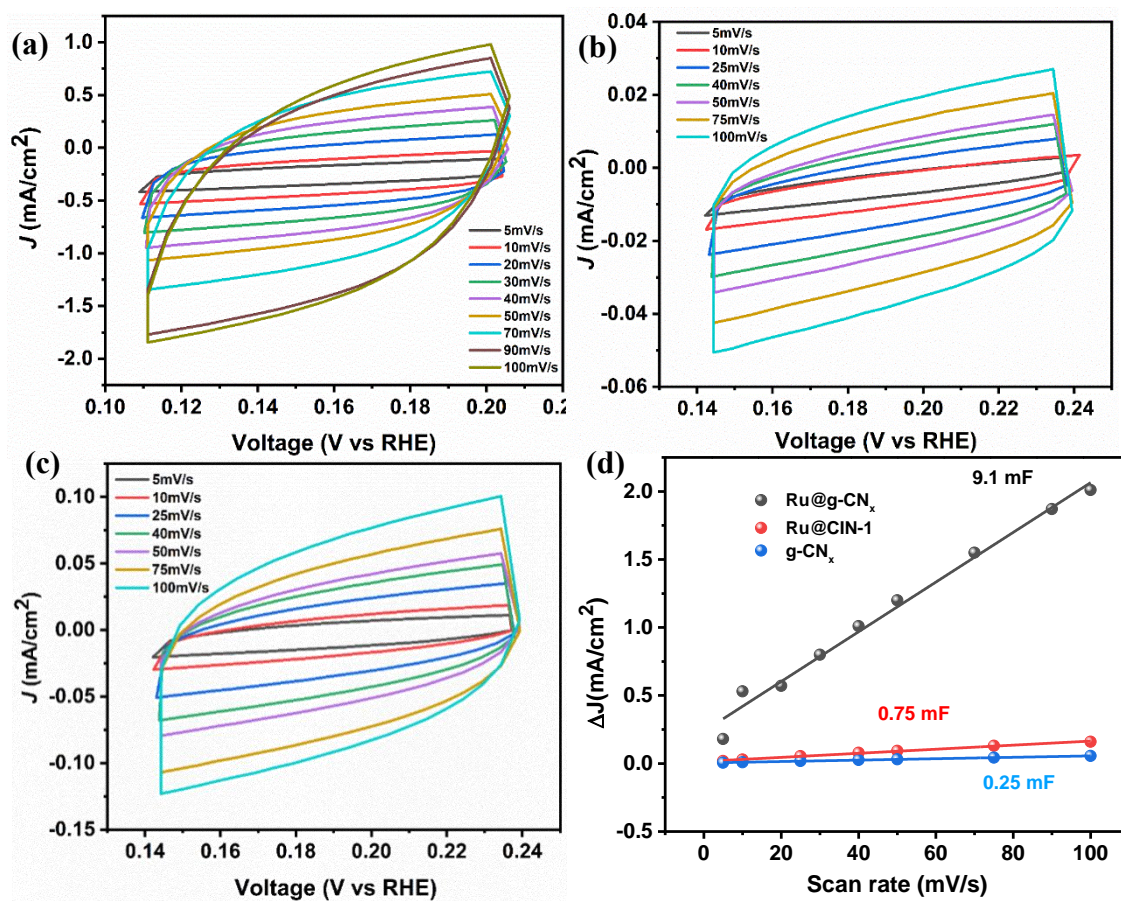 (a)
1.0
0.5
0.0
-0.5
-1.0
-1.5
-2.0
J (mA/cm²)
5mV/s
10mV/s
20mV/s
30mV/s
40mV/s
50mV/s
70mV/s
90mV/s
100mV/s
0.10 0.12 0.14 0.16 0.18 0.20
Voltage (V vs RHE)
(b)
0.04
0.02
0.00
-0.02
-0.04
-0.06
J (mA/cm²)
5mV/s
10mV/s
25mV/s
40mV/s
50mV/s
75mV/s
100mV/s
0.14 0.16 0.18 0.20 0.22 0.24
Voltage (V vs RHE)
(c)
0.10
0.05
0.00
-0.05
-0.10
-0.15
J (mA/cm²)
5mV/s
10mV/s
25mV/s
40mV/s
50mV/s
75mV/s
100mV/s
0.14 0.16 0.18 0.20 0.22 0.24
Voltage (V vs RHE)
(d)
2.0
1.5
1.0
0.5
0.0
-0.5
ΔJ(mA/cm²)
9.1 mF
Ru@g-CNₓ
Ru@CIN-1
g-CNₓ
0.75 mF
0.25 mF
0 20 40 60 80 100
Scan rate (mV/s)